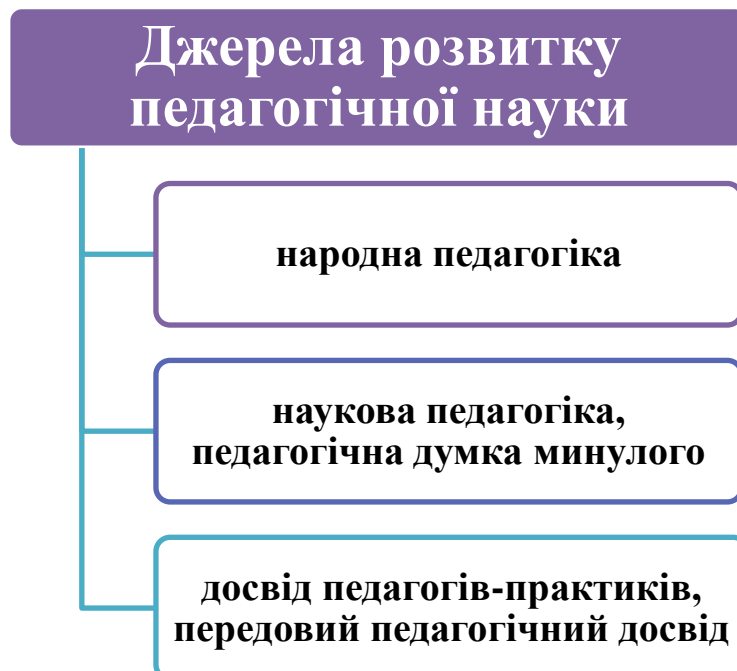 Джерела розвитку
педагогічної науки
народна педагогіка
наукова педагогіка,
педагогічна думка минулого
досвід педагогів-практиків,
передовий педагогічний досвід